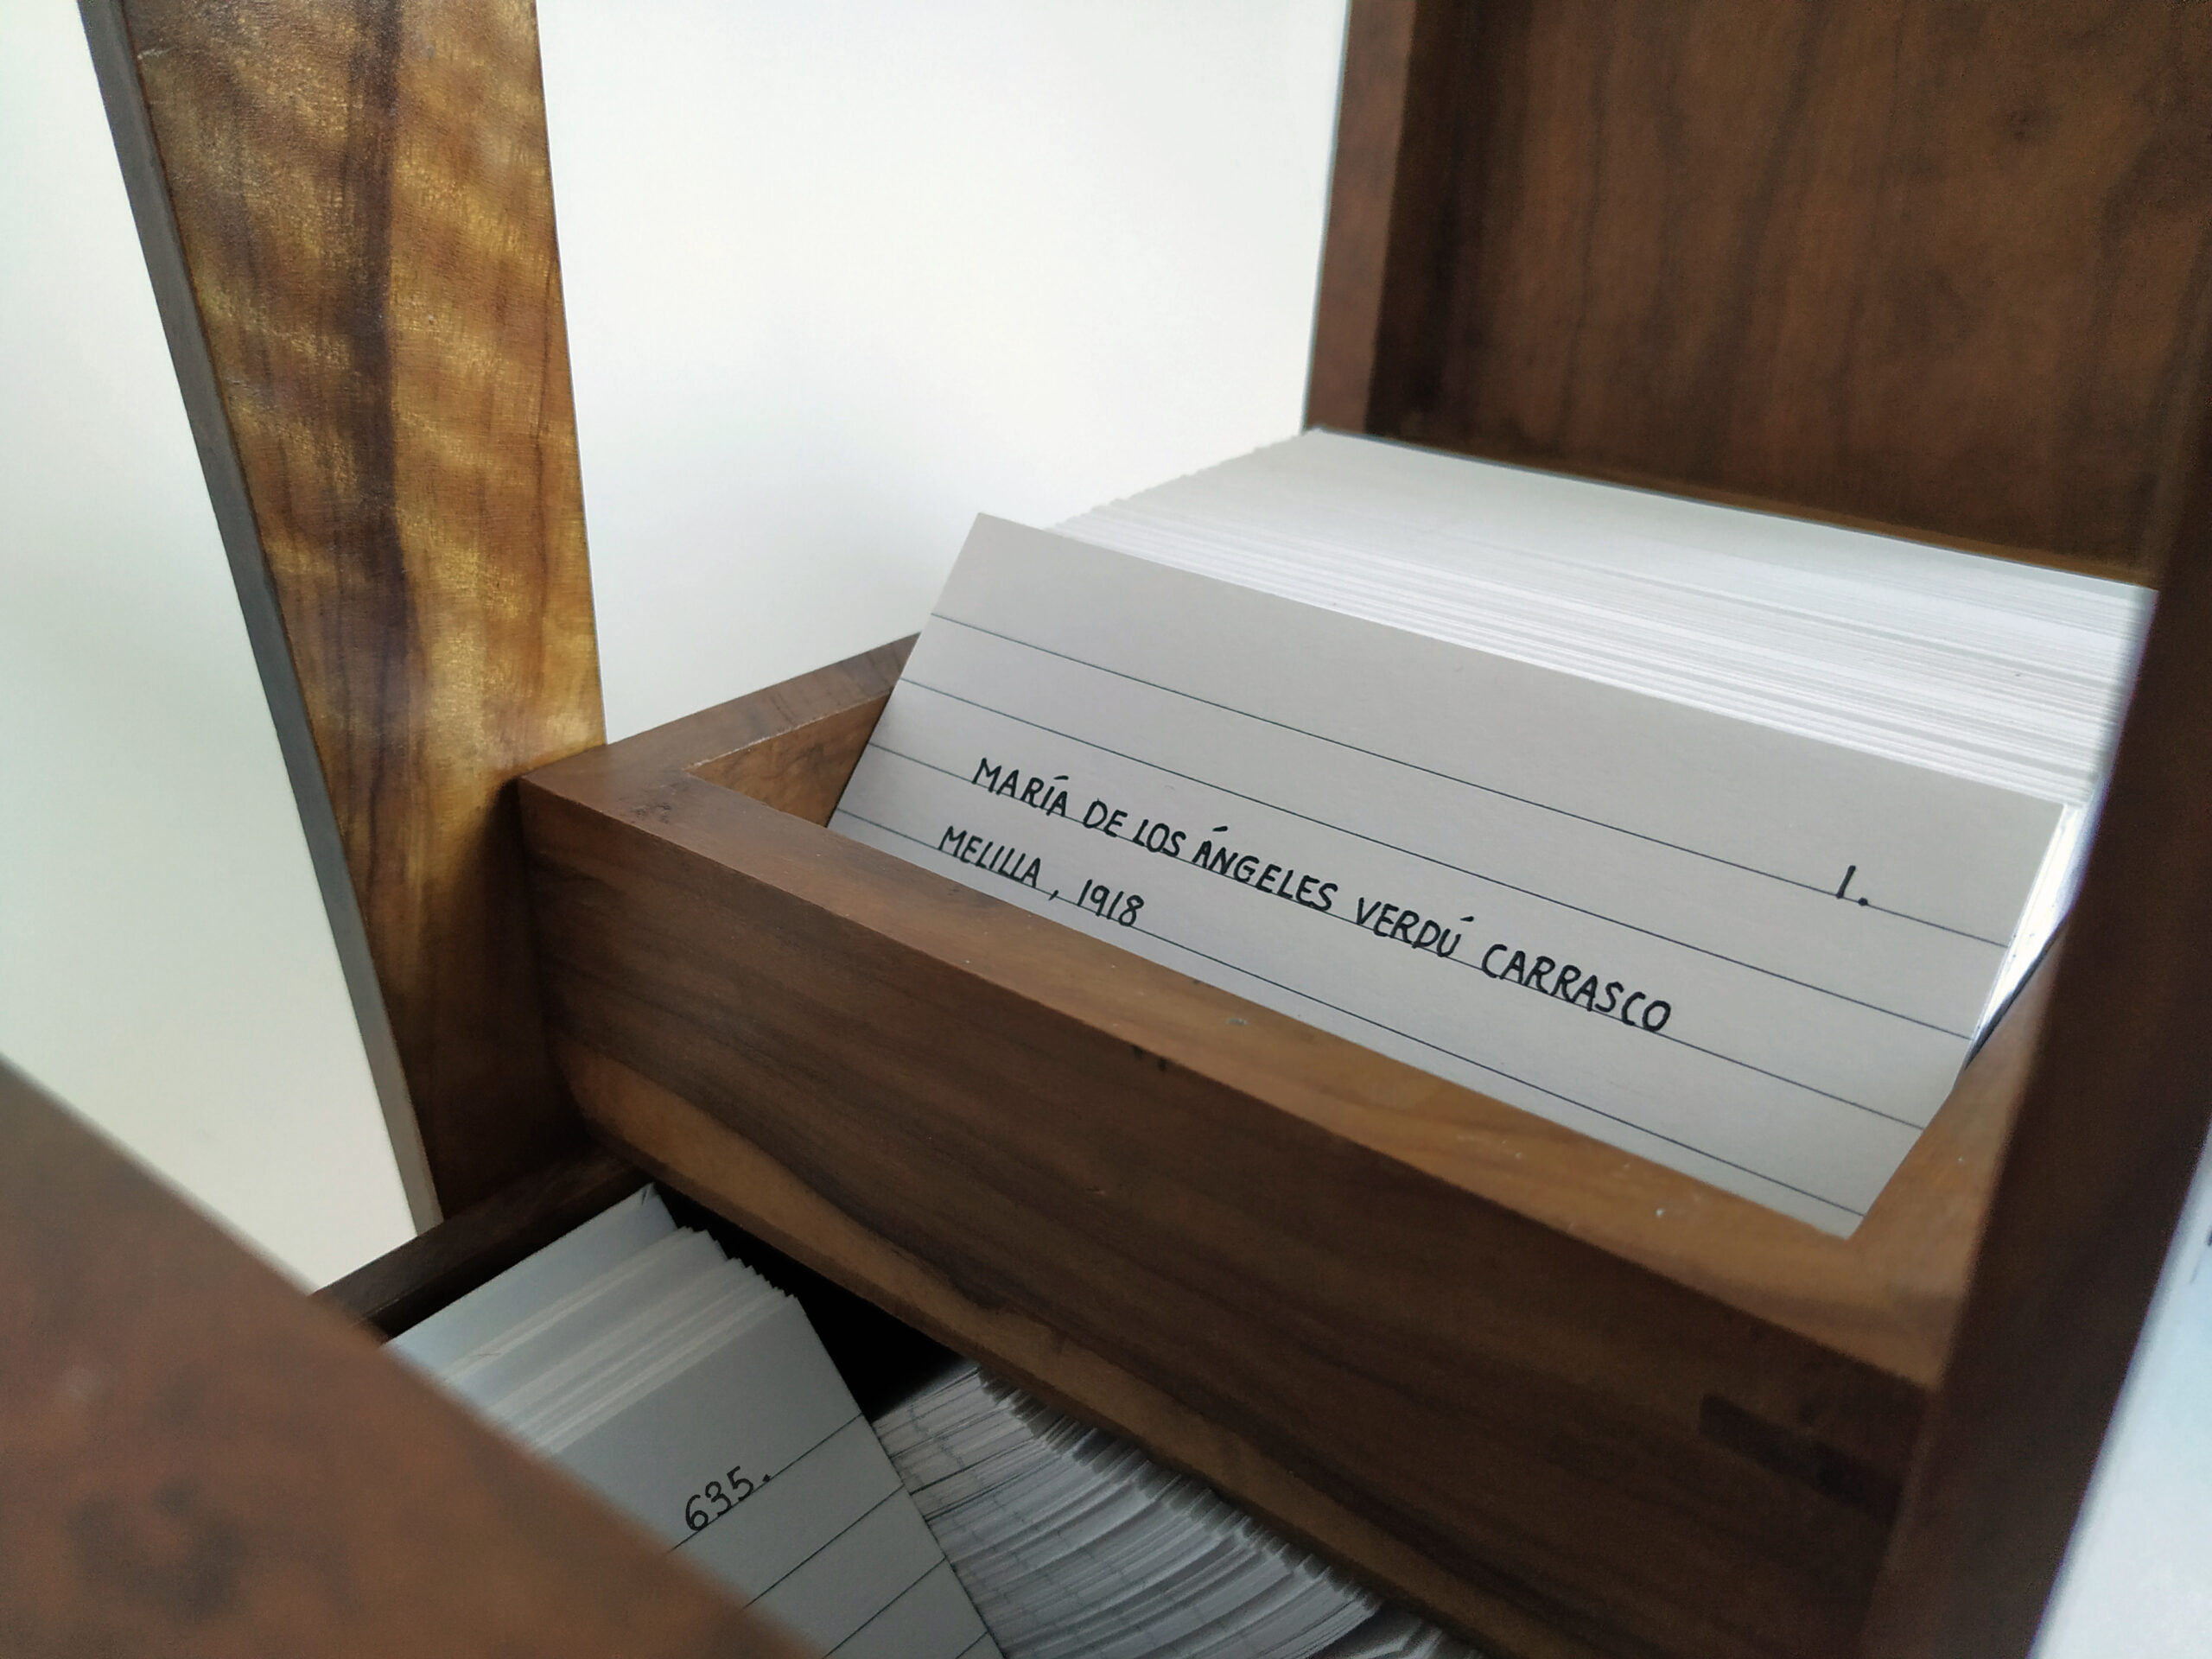 1.
MARÍA DE LOS ÁNGELES VERDÚ CARRASCO
MELILLA, 1918
635.